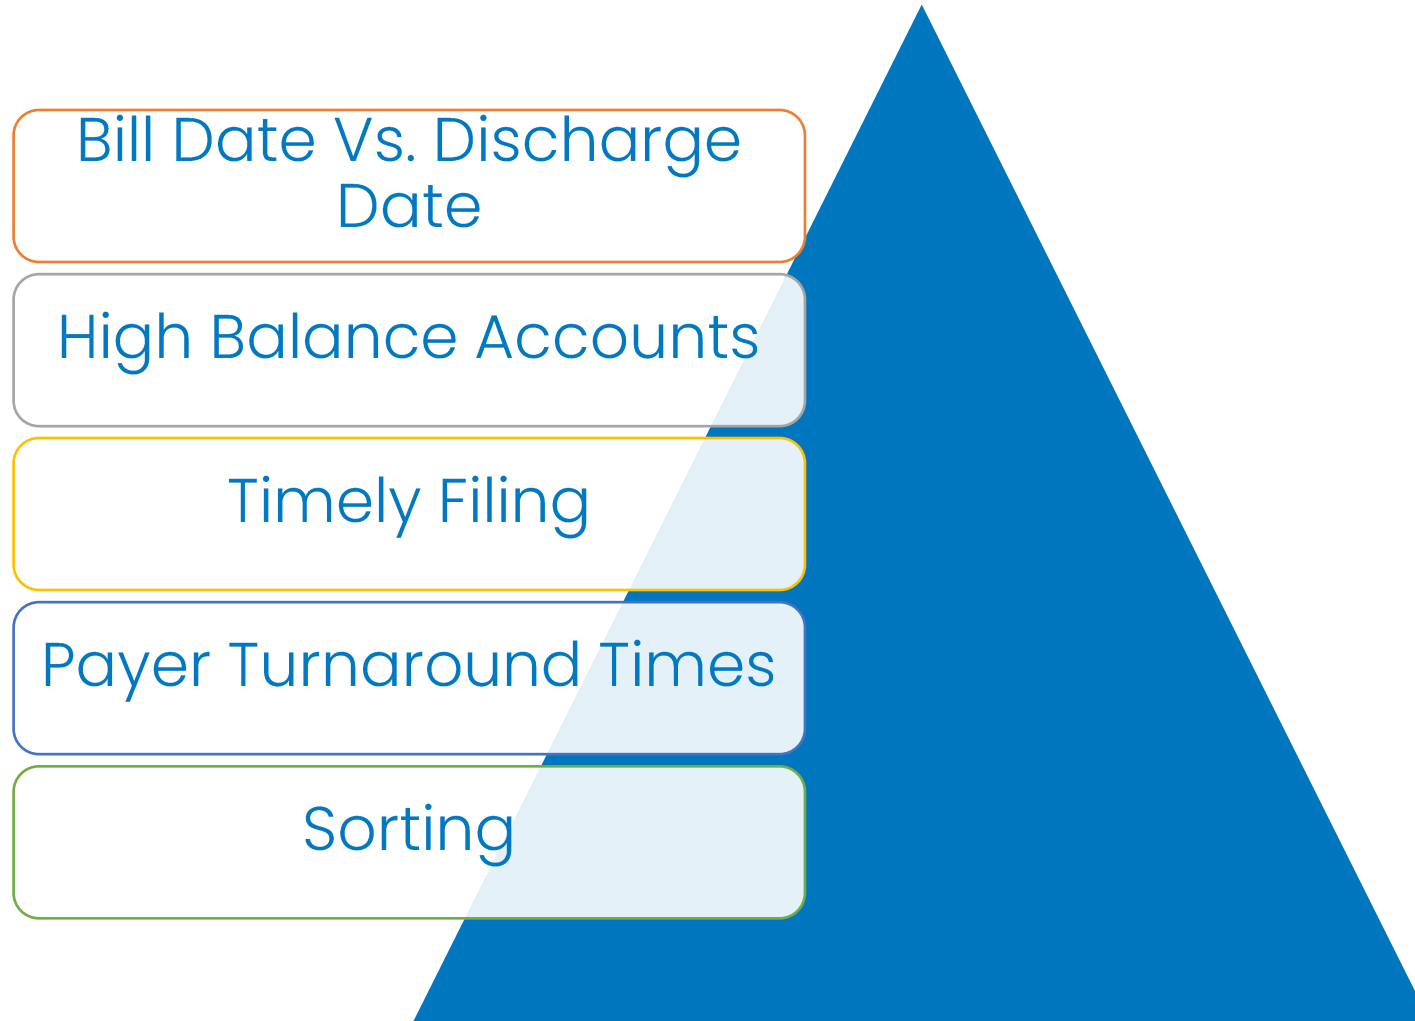 Bill Date Vs. Discharge
Date
High Balance Accounts
Timely Filing
Payer Turnaround Times
Sorting